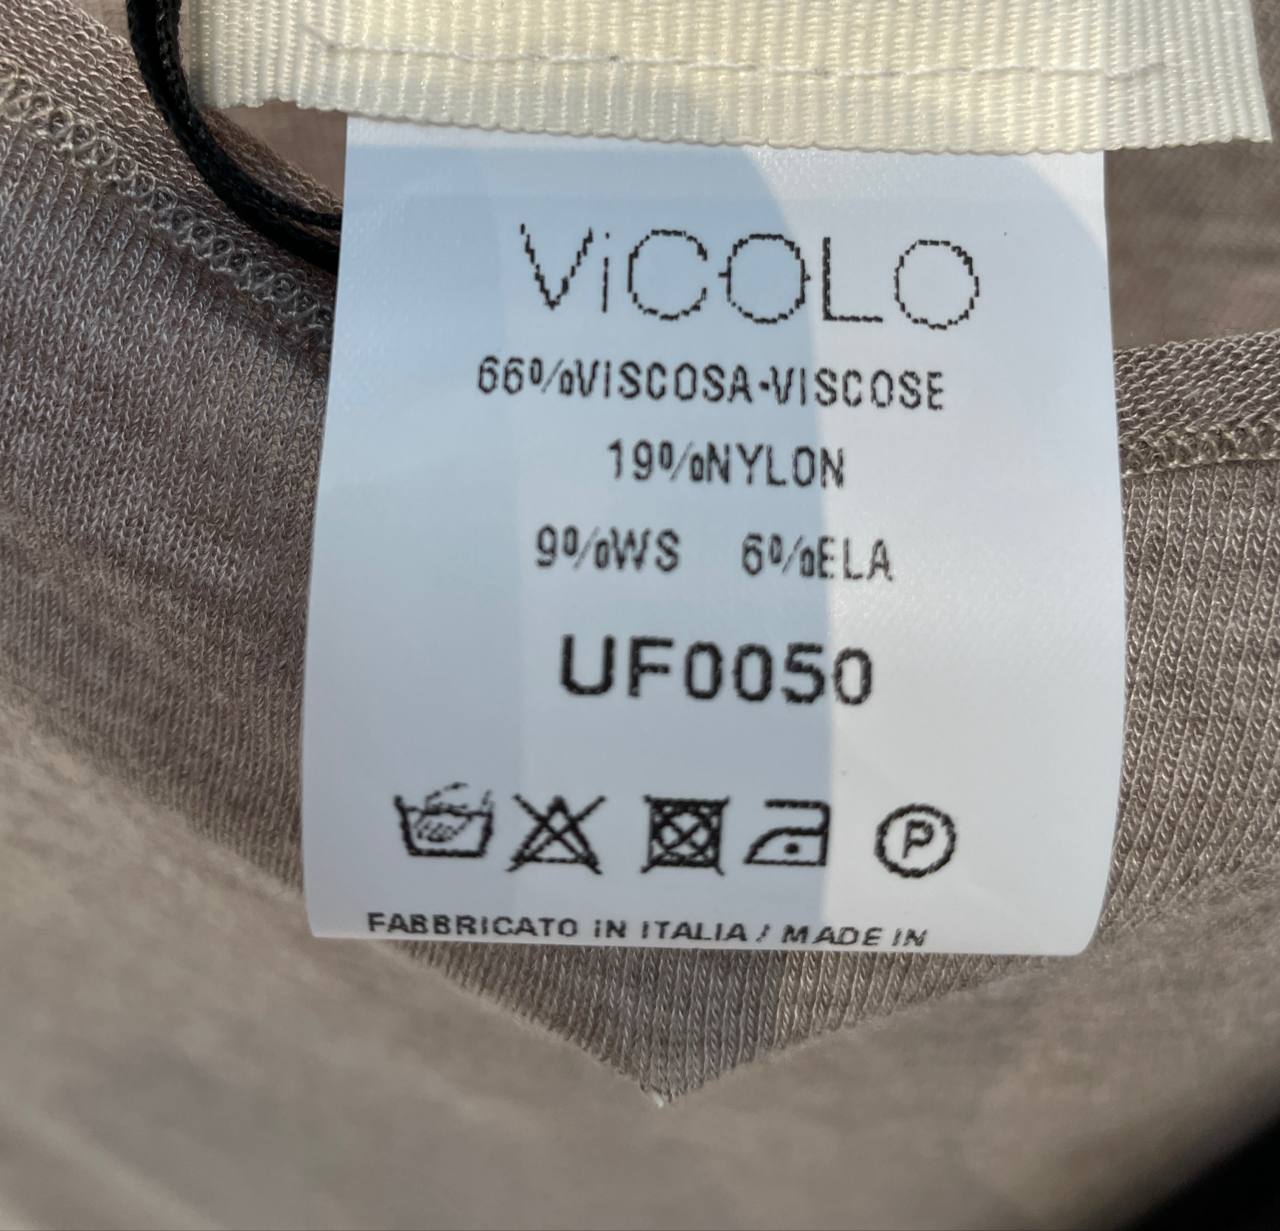 ViCOLO
66%VISCOSA-VISCOSE
19%NYLON
9%WS 6%ELA
UF0050
P
FABBRICATO iN ITALIA / MADE IN